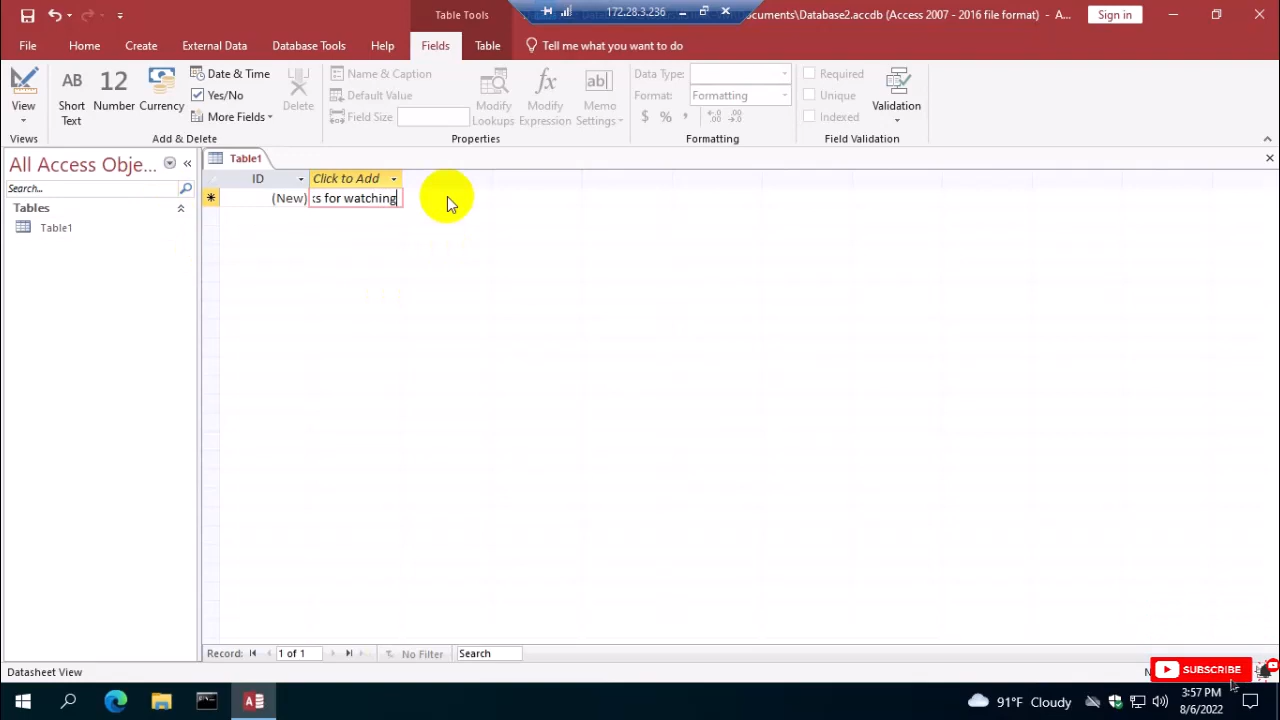 Table Tools
172.28.3.236
ocuments\Database2.accdb (Access 2007 - 2016 file format) - A...
Sign in
File
Home
Create
External Data
Database Tools
Help
Fields
Table
Tell me what you want to do
View
AB
Short Text
12
Number
Currency
Date & Time
Yes/No
More Fields
Delete
Name & Caption
Default Value
Field Size
Modify Lookups
fx
Modify Expression
ab
Memo Settings
Data Type:
Format: Formatting
$ % ,
Required
Unique
Indexed
Validation
Views
Add & Delete
Properties
Formatting
Field Validation
All Access Obje...
Search...
Tables
Table1
Table1
ID
Click to Add
(New)
ks for watching
Record:
1 of 1
No Filter
Search
Datasheet View
SUBSCRIBE
91°F Cloudy
3:57 PM
8/6/2022